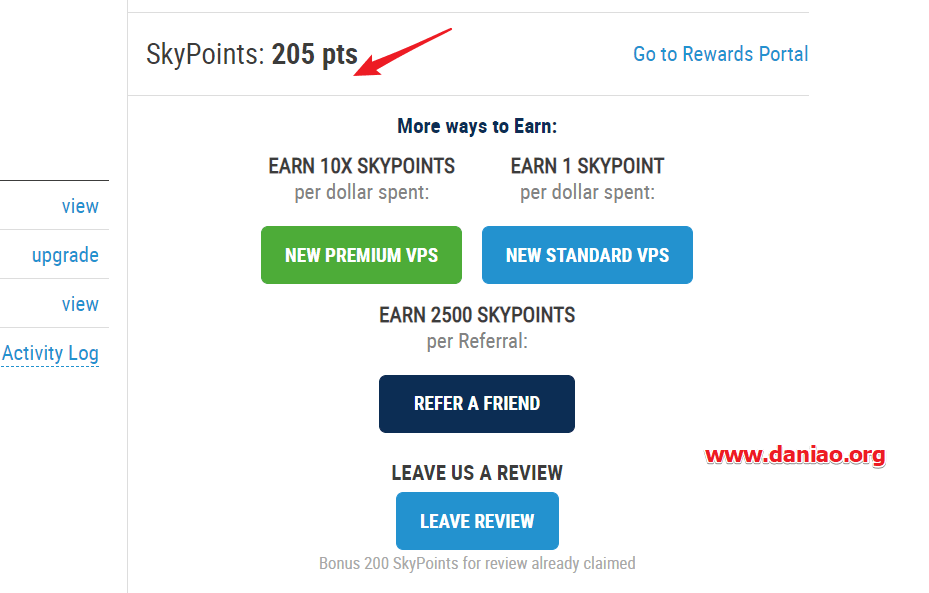 SkyPoints: 205 pts
Go to Rewards Portal
More ways to Earn:
EARN 10X SKYPOINTS
per dollar spent:
NEW PREMIUM VPS
EARN 1 SKYPOINT
per dollar spent:
NEW STANDARD VPS
EARN 2500 SKYPOINTS
per Referral:
REFER A FRIEND
LEAVE US A REVIEW
LEAVE REVIEW
Bonus 200 SkyPoints for review already claimed
view
upgrade
view
Activity Log
www.daniao.org